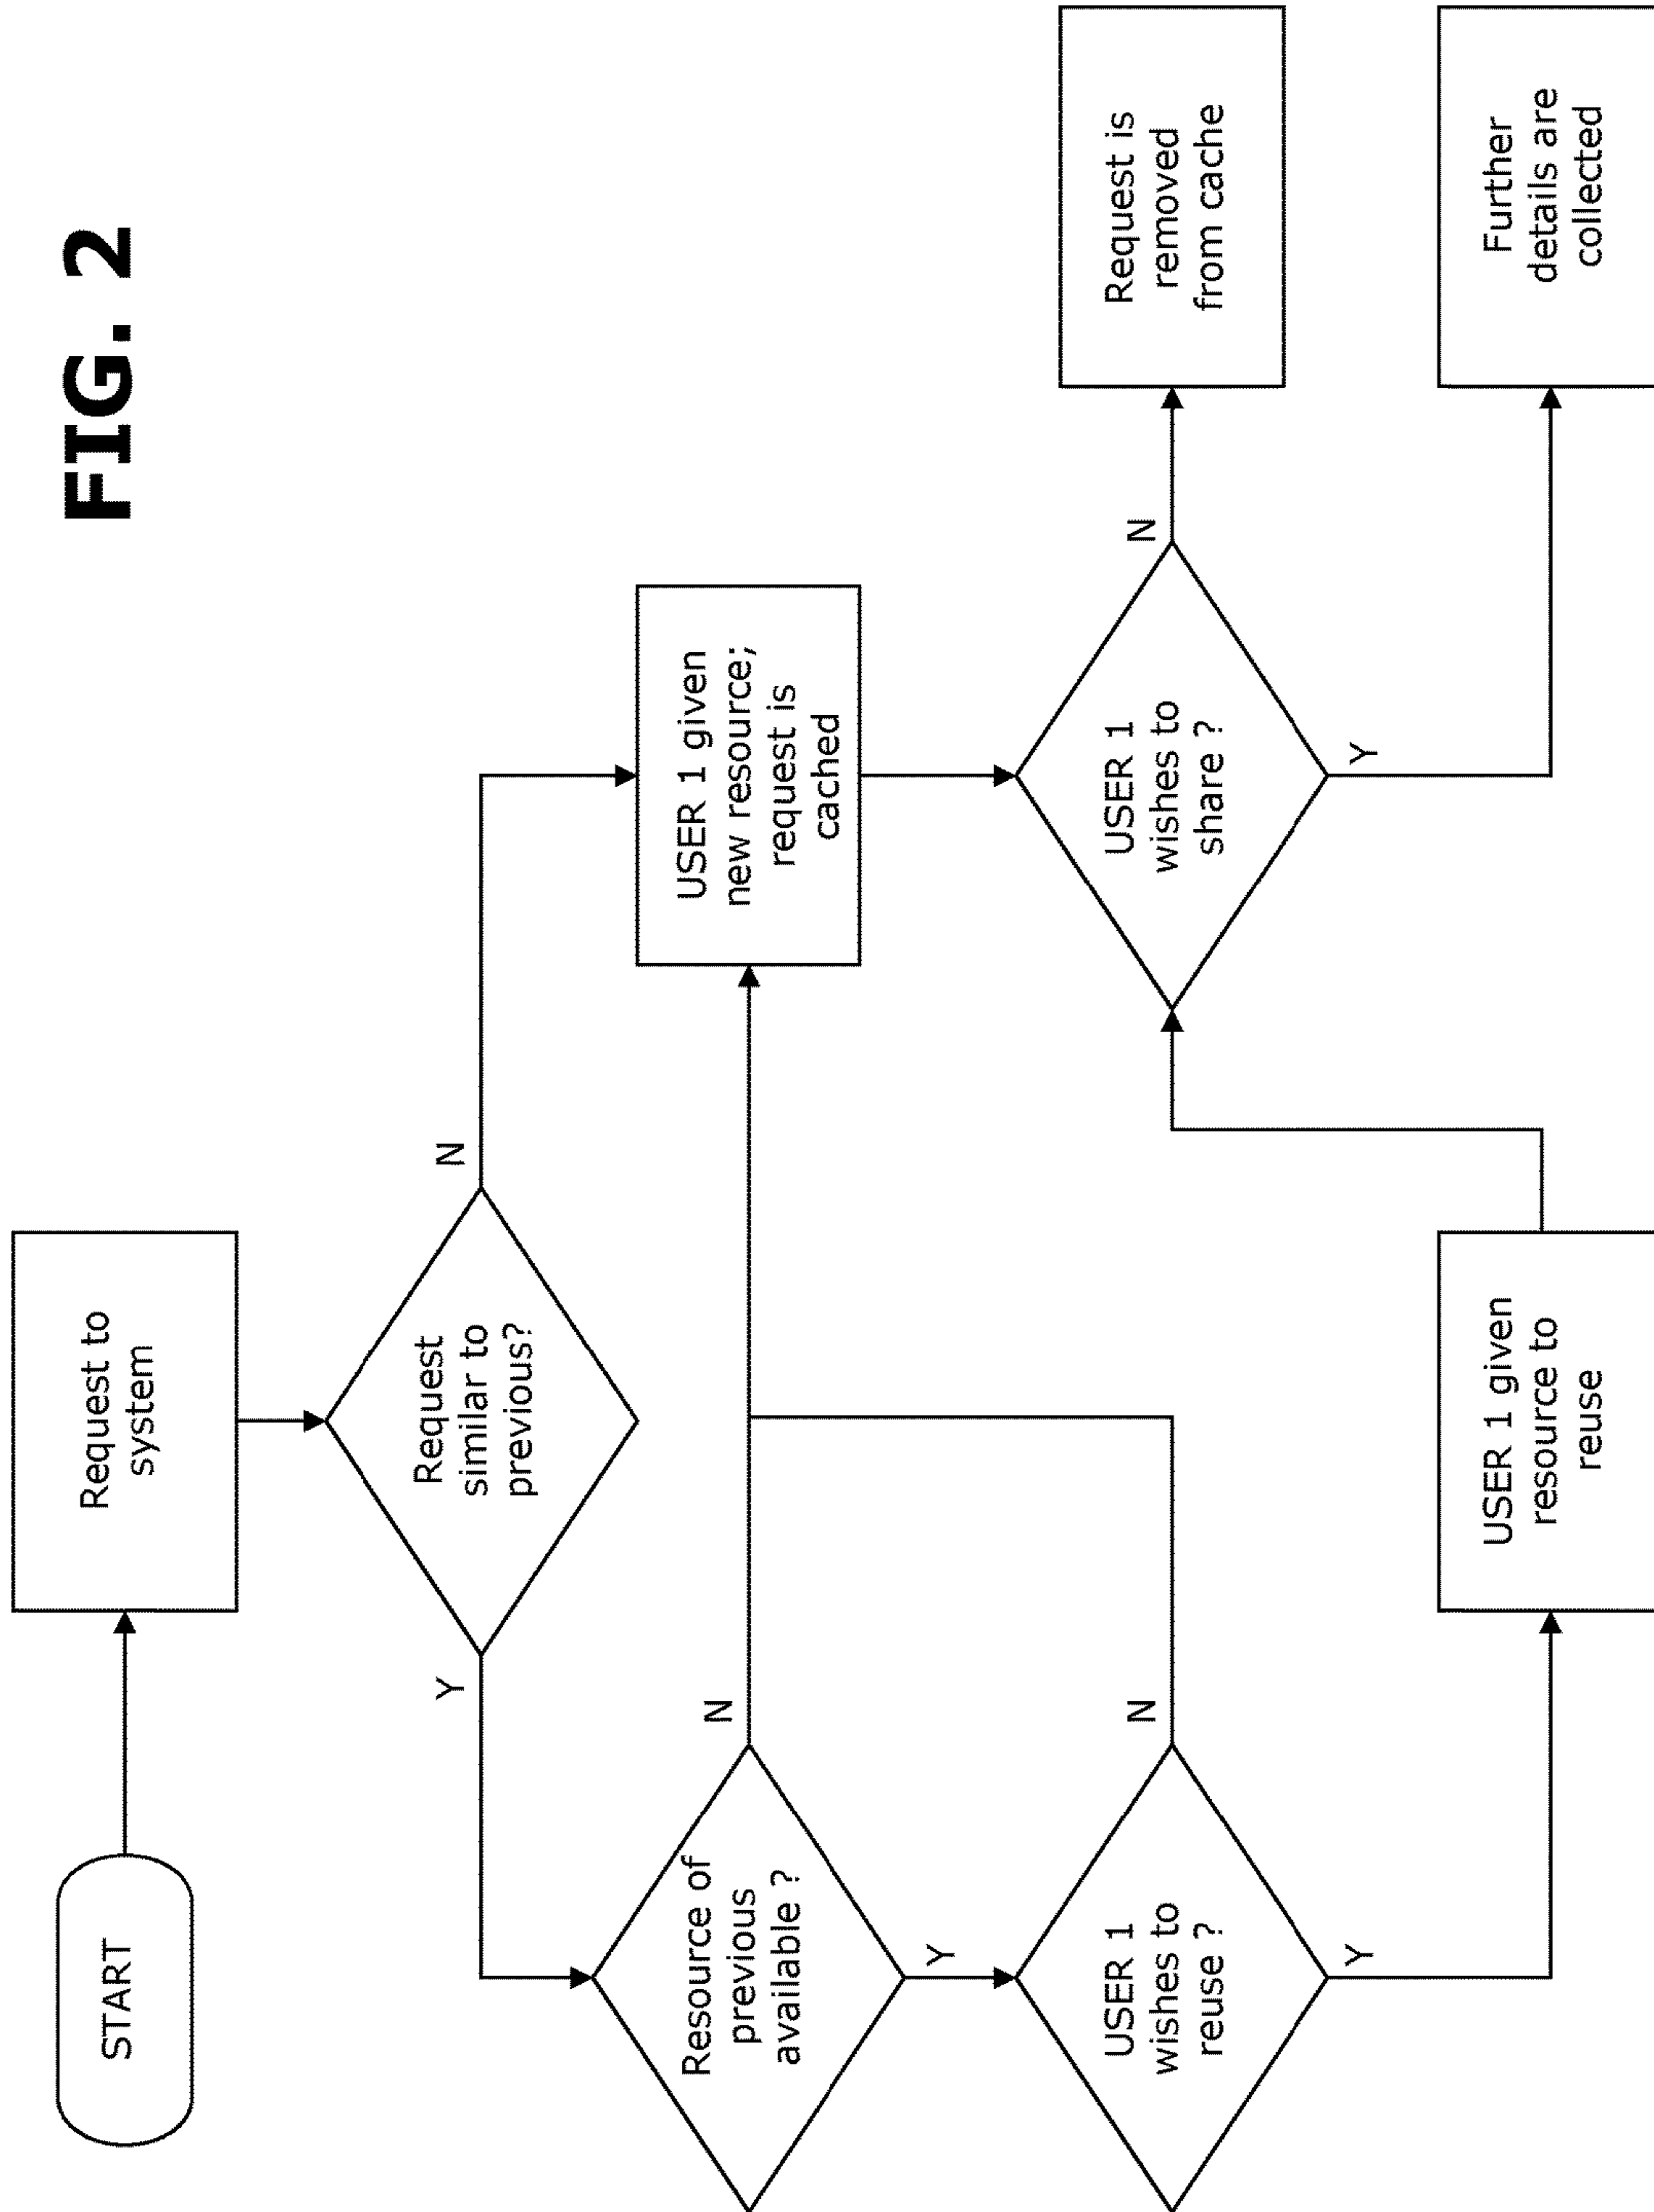 FIG. 2
START
Request to
system
Request
similar to
previous?
Y
N
Resource of
previous
available ?
N
Y
USER 1 given
new resource;
request is
cached
USER 1
wishes to
reuse ?
N
Y
USER 1
wishes to
share ?
N
Y
Request is
removed
from cache
USER 1 given
resource to
reuse
Further
details are
collected